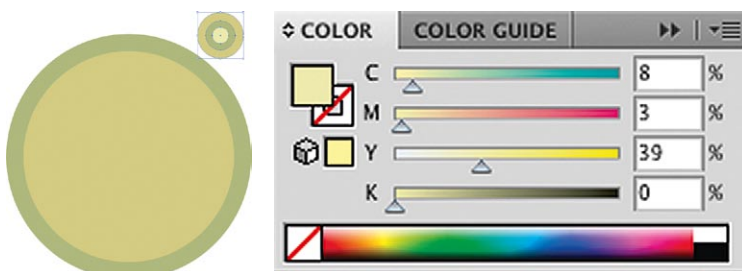 COLOR COLOR GUIDE
C 8 %
M 3 %
Y 39 %
K 0 %